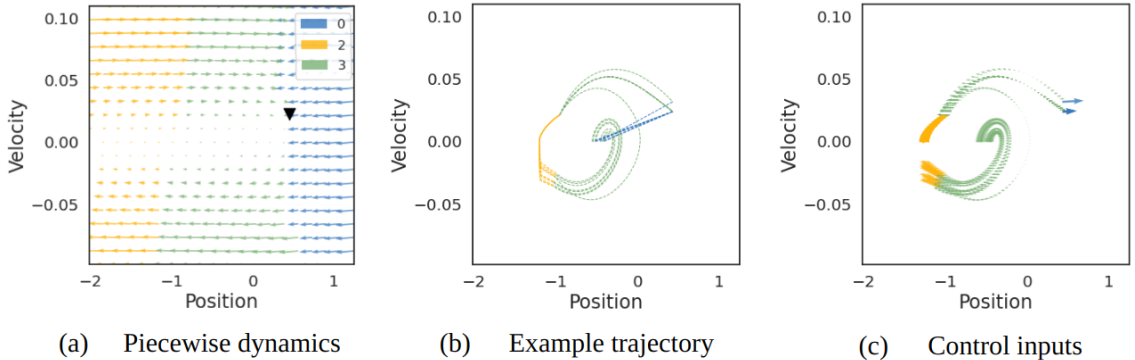 0.10
0.05
0.00
−0.05
Velocity
−2 −1 0 1
Position
0
2
3
(a) Piecewise dynamics
0.10
0.05
0.00
−0.05
Velocity
−2 −1 0 1
Position
(b) Example trajectory
0.10
0.05
0.00
−0.05
Velocity
−2 −1 0 1
Position
(c) Control inputs